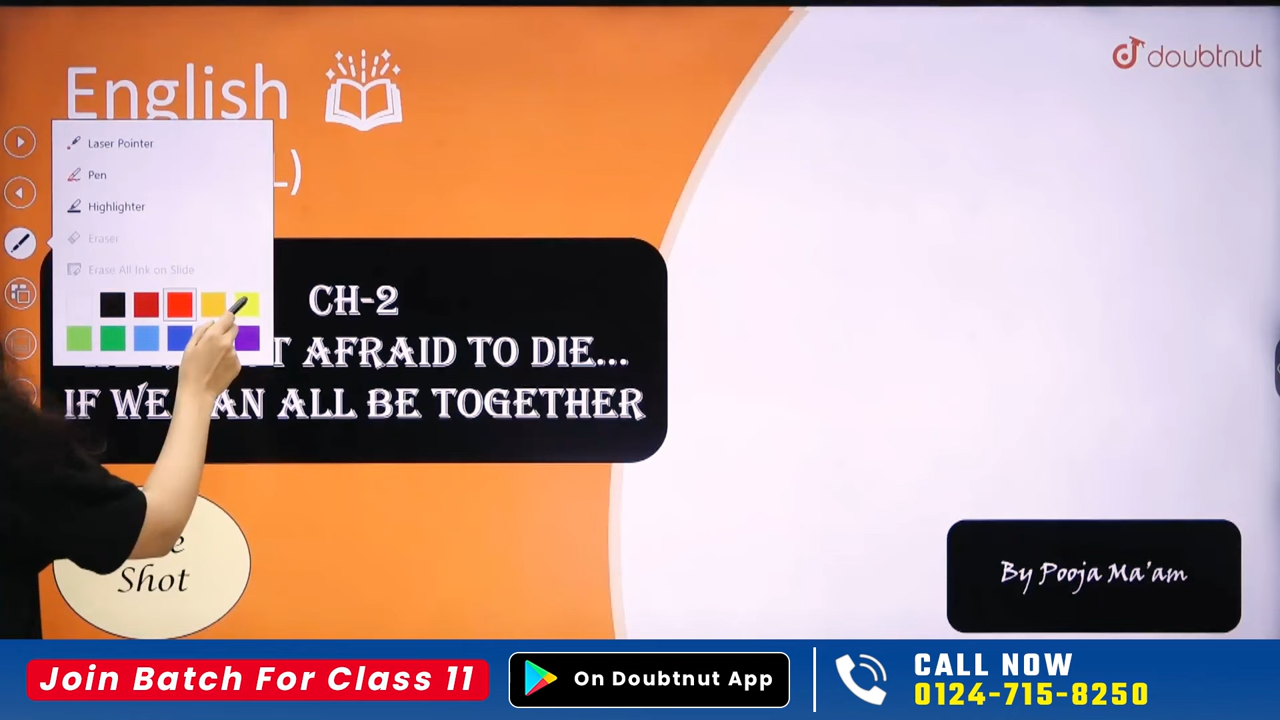 English
doubtnut
L)
Laser Pointer
Pen
Highlighter
Eraser
Erase All Ink on Slide
CH-2
AFRAID TO DIE...
IF WE ALL BE TOGETHER
Shot
By Pooja Ma'am
Join Batch For Class 11
On Doubtnut App
CALL NOW
0124-715-8250